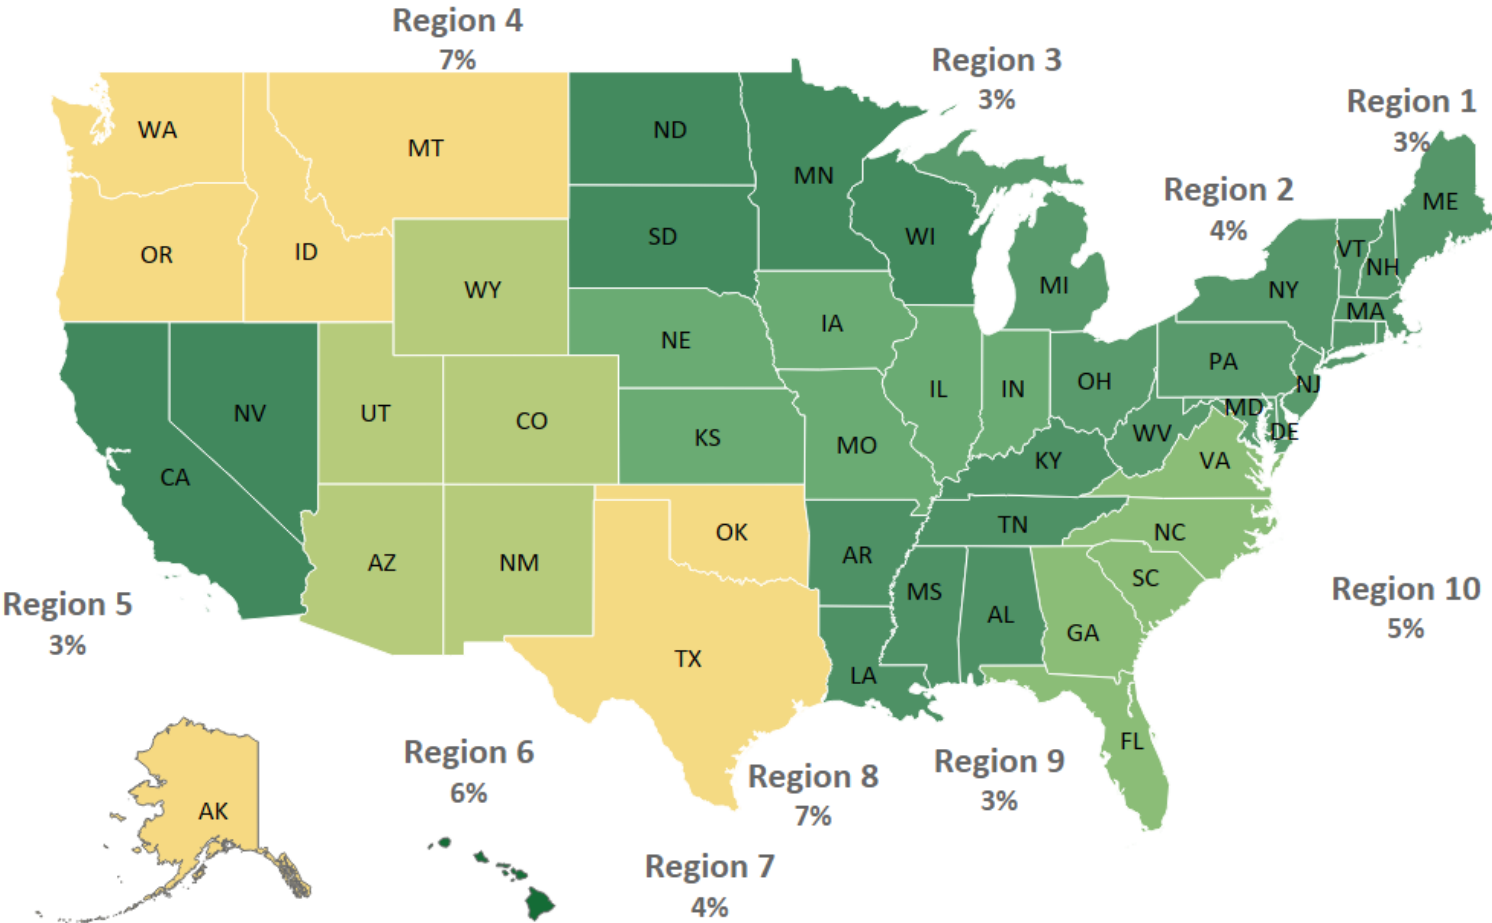 Region 4
7%
Region 3
3%
Region 1
3%
Region 2
4%
WA
MT
ND
MN
ME
OR
ID
SD
WI
VT
NH
WY
MI
NY
MA
NE
IA
PA
NV
UT
CO
KS
IL
IN
OH
NJ
MD
DE
CA
MO
KY
WV
VA
AZ
NM
OK
AR
TN
NC
SC
MS
AL
GA
Region 5
3%
Region 10
5%
TX
LA
FL
AK
Region 6
6%
Region 8
7%
Region 9
3%
Region 7
4%